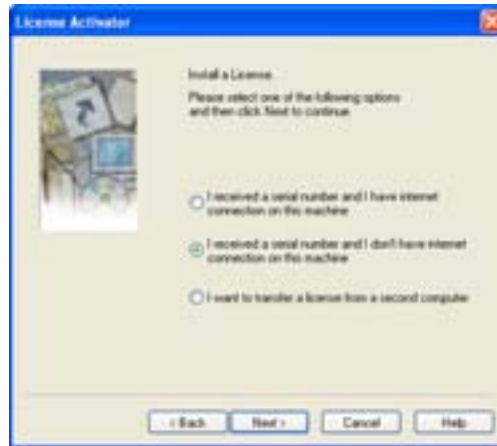 License Activator
Install a License
Please select one of the following options
and then click Next to continue.
I received a serial number and I have internet
connection on this machine
I received a serial number and I don't have internet
connection on this machine
I want to transfer a license from a second computer
< Back
Next >
Cancel
Help